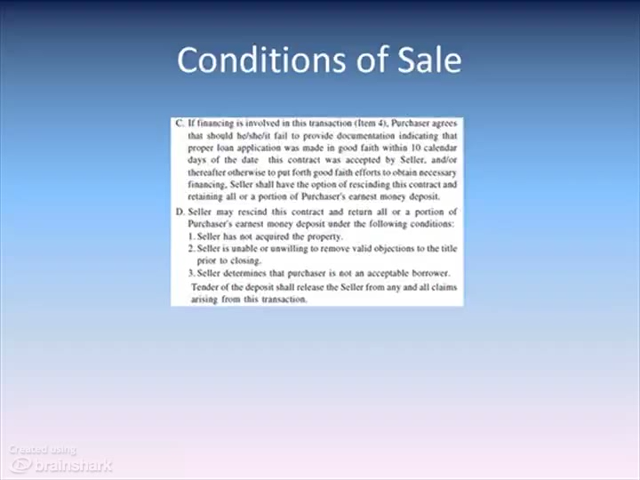 Conditions of Sale
C. If financing is involved in this transaction (Item 4), Purchaser agrees
that should he/she/it fail to provide documentation indicating that
proper loan application was made in good faith within 10 calendar
days of the date this contract was accepted by Seller, and/or
thereafter otherwise to put forth good faith efforts to obtain necessary
financing, Seller shall have the option of rescinding this contract and
retaining all or a portion of Purchaser's earnest money deposit.
D. Seller may rescind this contract and return all or a portion of
Purchaser's earnest money deposit under the following conditions:
1. Seller has not acquired the property.
2. Seller is unable or unwilling to remove valid objections to the title
prior to closing.
3. Seller determines that purchaser is not an acceptable borrower.
Tender of the deposit shall release the Seller from any and all claims
arising from this transaction.
Created using
brainshark